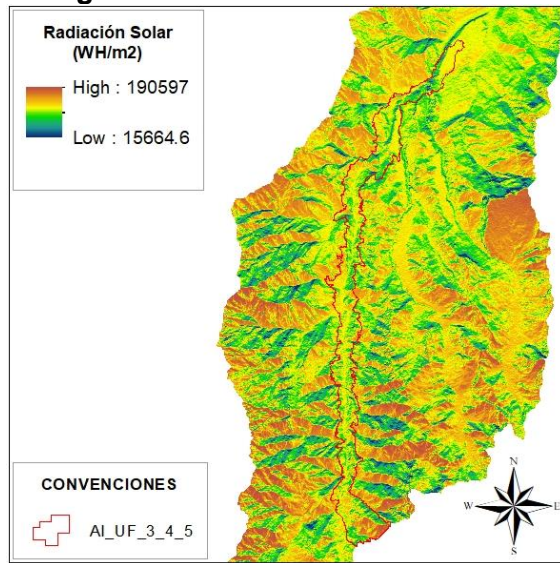 Radiación Solar
(WH/m2)
High : 190597
Low : 15664.6
CONVENCIONES
AI_UF_3_4_5
N
W
E
S